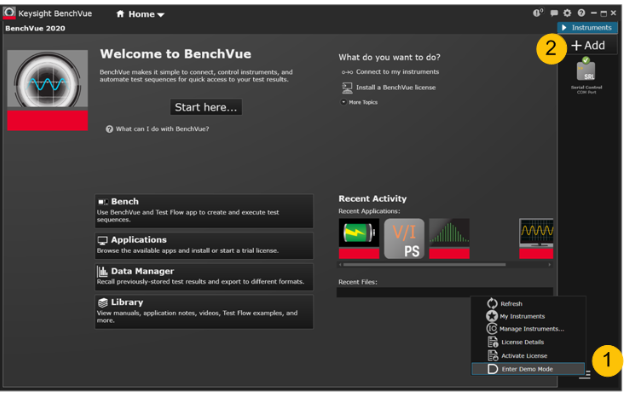 Keysight BenchVue
Home
BenchVue 2020
Instruments
2
+ Add
SRL
Serial Control
COM Port
Welcome to BenchVue
BenchVue makes it simple to connect, control instruments, and
automate test sequences for quick access to your test results.
Start here...
What can I do with BenchVue?
What do you want to do?
Connect to my instruments
Install a BenchVue license
More Topics
Bench
Use BenchVue and Test Flow app to create and execute test
sequences.
Applications
Browse the available apps and install or start a trial license.
Data Manager
Recall previously-stored test results and export to different formats.
Library
View manuals, application notes, videos, Test Flow examples, and
more.
Recent Activity
Recent Applications:
V/I
PS
Recent Files:
Refresh
My Instruments
Manage Instruments...
License Details
Activate License
Enter Demo Mode
1